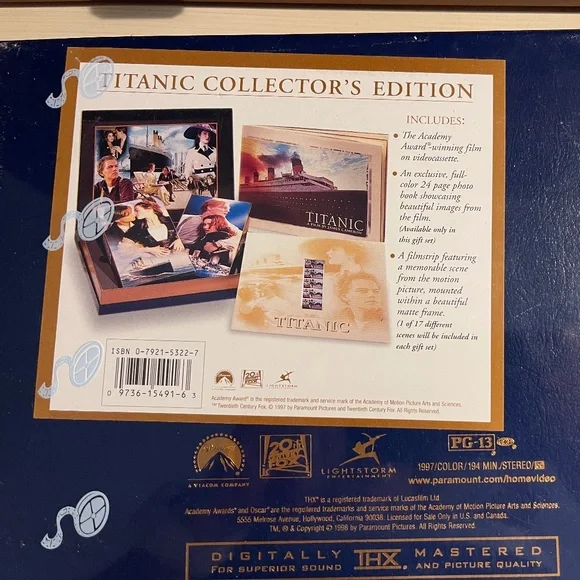 TITANIC COLLECTOR'S EDITION
INCLUDES:
• The Academy
Award®-winning film
on videocassette.
• An exclusive, full-
color 24 page photo
book showcasing
beautiful images from
the film.
(Available only in
this gift set)
• A filmstrip featuring
a memorable scene
from the motion
picture, mounted
within a beautiful
matte frame.
(1 of 17 different
scenes will be included in
each gift set)
TITANIC
A FILM BY JAMES CAMERON
TITANIC
ISBN 0-7921-5322-7
0 9736-15491-6 3
Academy Award® is the registered trademark and service mark of the Academy of Motion Picture Arts and Sciences.
™ Twentieth Century Fox. © 1997 by Paramount Pictures and Twentieth Century Fox. All Rights Reserved.
Paramount
A VIACOM COMPANY
20th CENTURY FOX
LIGHTSTORM
ENTERTAINMENT
PG-13
1997/COLOR/194 MIN./STEREO/
www.paramount.com/homevideo
THX® is a registered trademark of Lucasfilm Ltd.
Academy Awards® and Oscar® are the registered trademarks and service marks of the Academy of Motion Picture Arts and Sciences.
5555 Melrose Avenue, Hollywood, California 90038. Licensed for Sale Only in U.S. and Canada.
TM, ® & Copyright © 1998 by Paramount Pictures. All Rights Reserved.
DIGITALLY THX MASTERED
FOR SUPERIOR SOUND AND PICTURE QUALITY